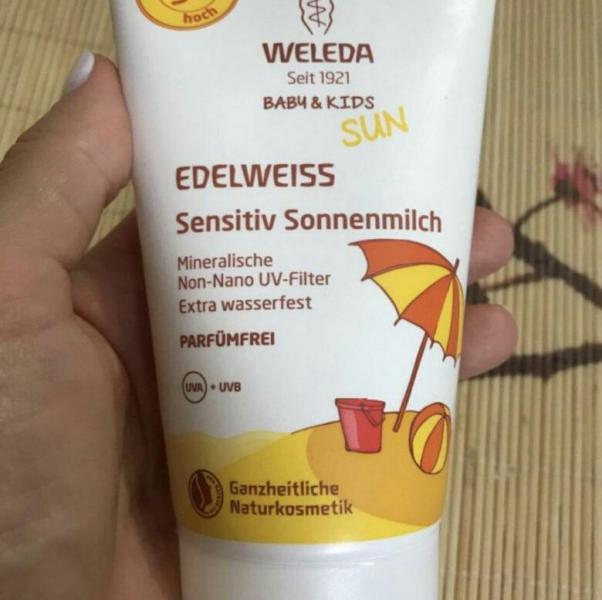 hoch
WELEDA
Seit 1921
BABY & KIDS
SUN
EDELWEISS
Sensitiv Sonnenmilch
Mineralische
Non-Nano UV-Filter
Extra wasserfest
PARFÜMFREI
UVA + UVB
Ganzheitliche
Naturkosmetik